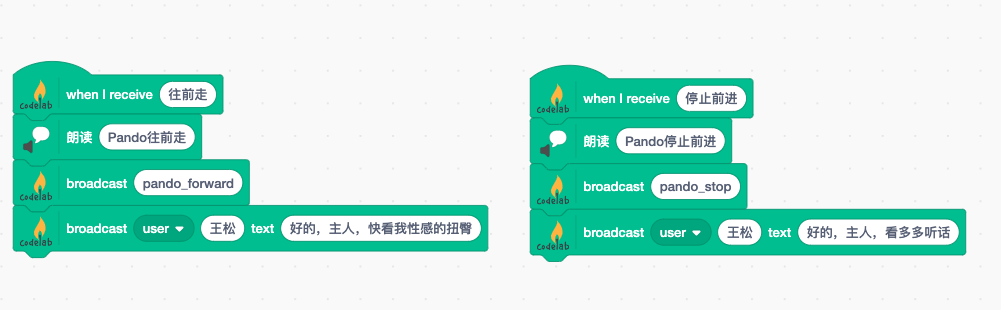 codelab when I receive 往前走
朗读 Pando往前走
codelab broadcast pando_forward
codelab broadcast user 王松 text 好的，主人，快看我性感的扭臀
codelab when I receive 停止前进
朗读 Pando停止前进
codelab broadcast pando_stop
codelab broadcast user 王松 text 好的，主人，看多多听话